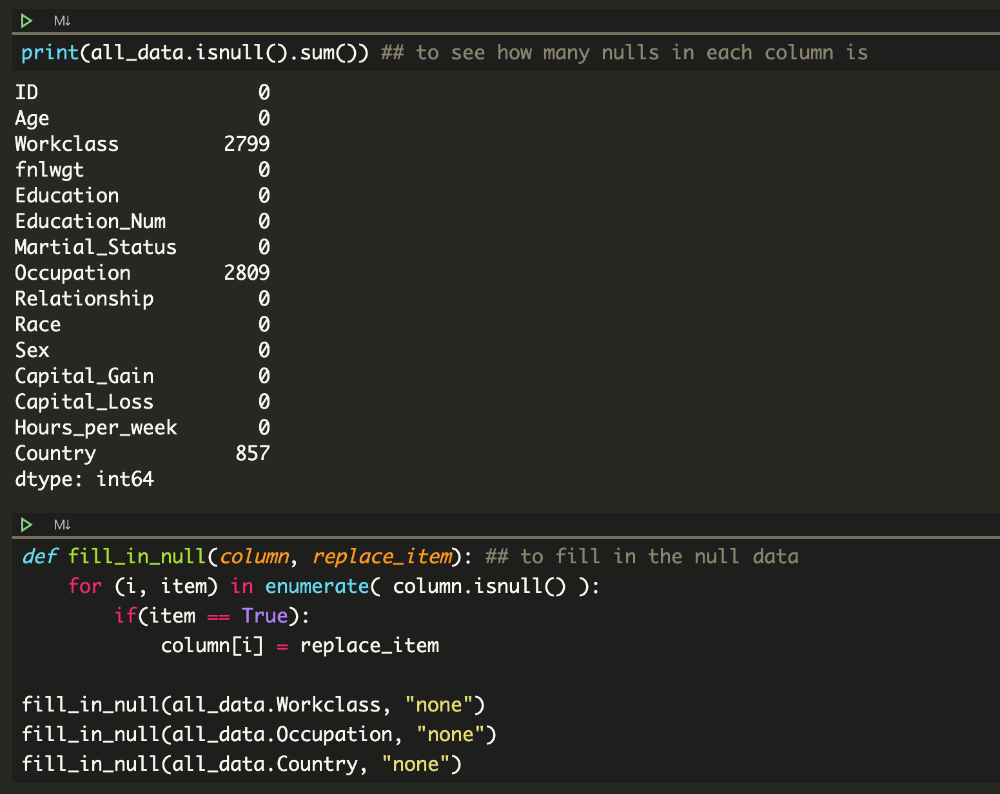 M↓
print(all_data.isnull().sum()) ## to see how many nulls in each column is
ID 0
Age 0
Workclass 2799
fnlwgt 0
Education 0
Education_Num 0
Martial_Status 0
Occupation 2809
Relationship 0
Race 0
Sex 0
Capital_Gain 0
Capital_Loss 0
Hours_per_week 0
Country 857
dtype: int64
M↓
def fill_in_null(column, replace_item): ## to fill in the null data
    for (i, item) in enumerate( column.isnull() ):
        if(item == True):
            column[i] = replace_item
fill_in_null(all_data.Workclass, "none")
fill_in_null(all_data.Occupation, "none")
fill_in_null(all_data.Country, "none")